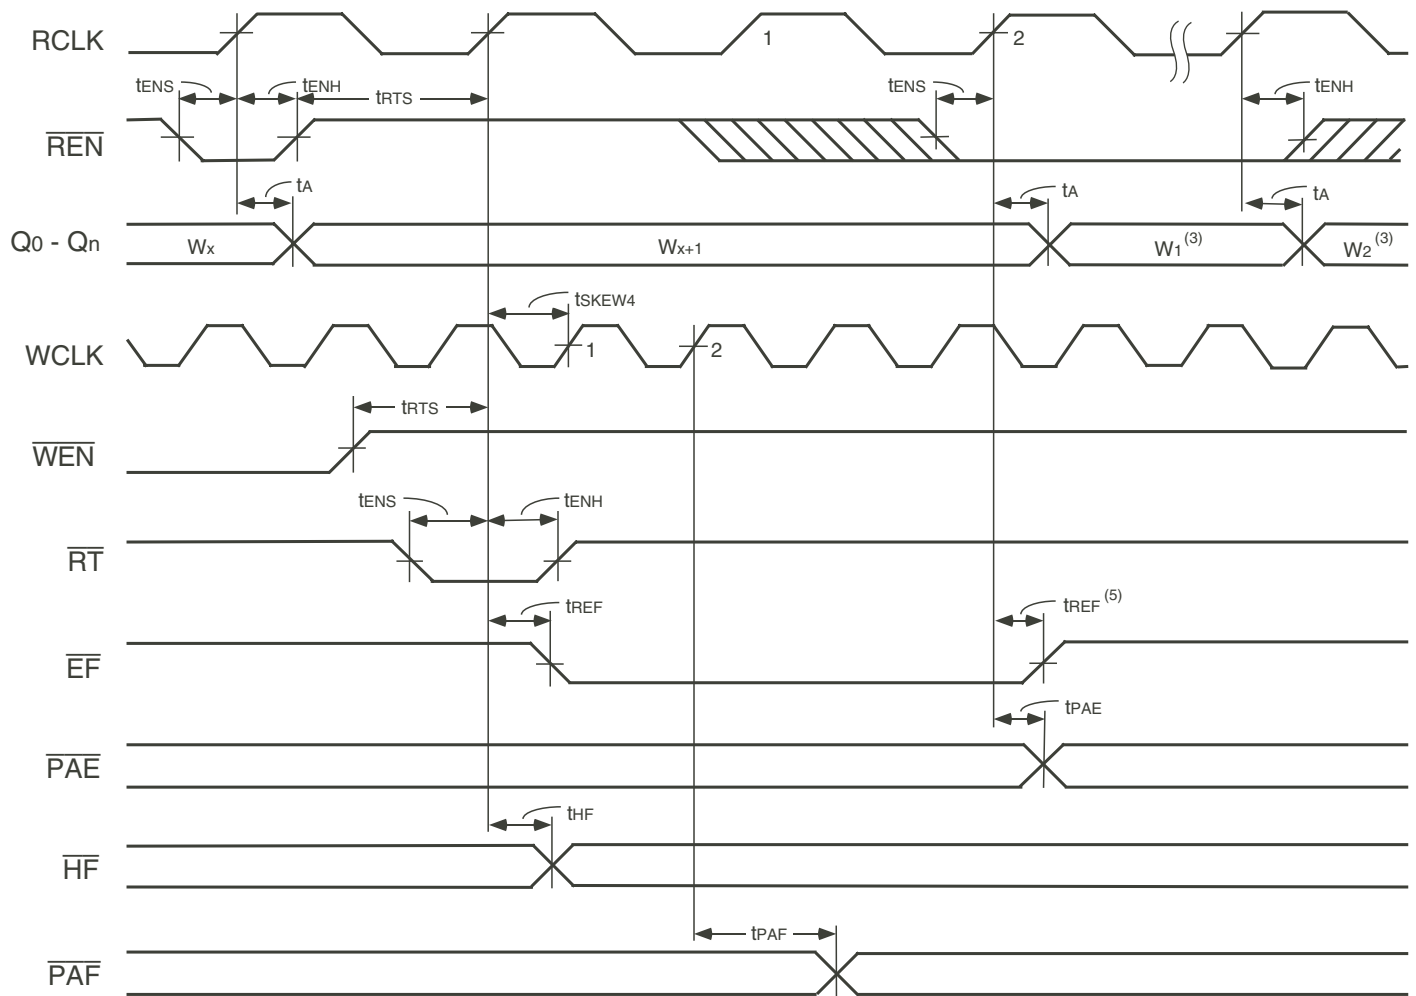 RCLK 1 2
tENS tENH tRTS tENS tENH
REN
tA tA tA
Q0 - Qn Wx Wx+1 W1(3) W2(3)
tSKEW4
WCLK 1 2
tRTS
WEN
tENS tENH
RT
tREF tREF(5)
EF
tPAE
PAE
tHF
HF
tPAF
PAF